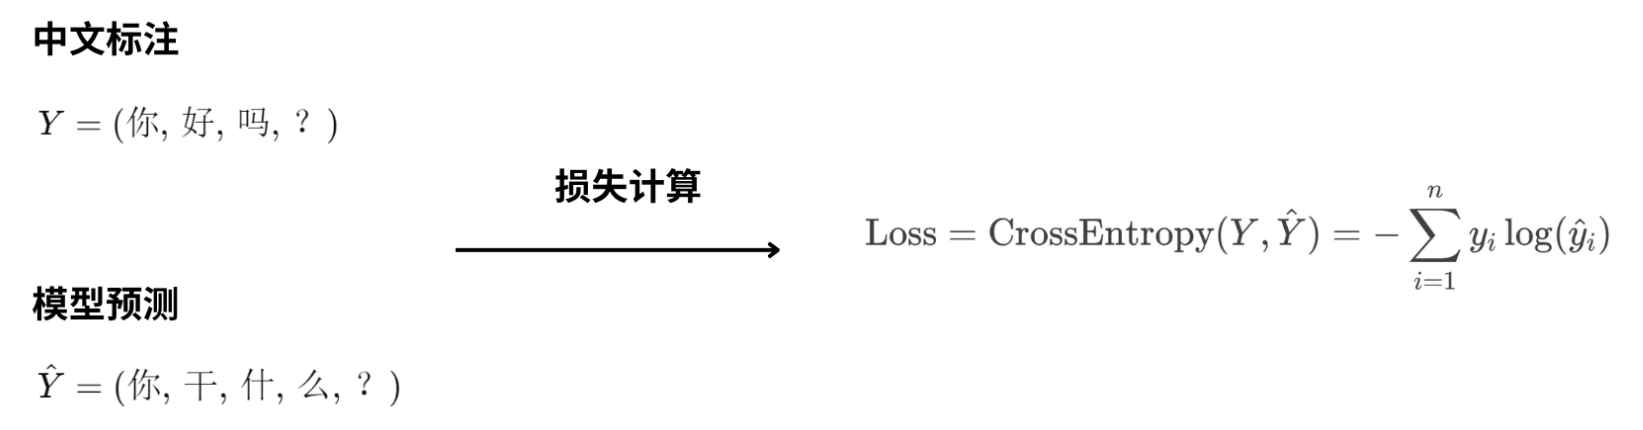 中文标注
Y = (你, 好, 吗, ? )
损失计算
Loss = CrossEntropy(Y, Ŷ) = − ∑_{i=1}^{n} y_i log(ŷ_i)
模型预测
Ŷ = (你, 干, 什, 么, ? )